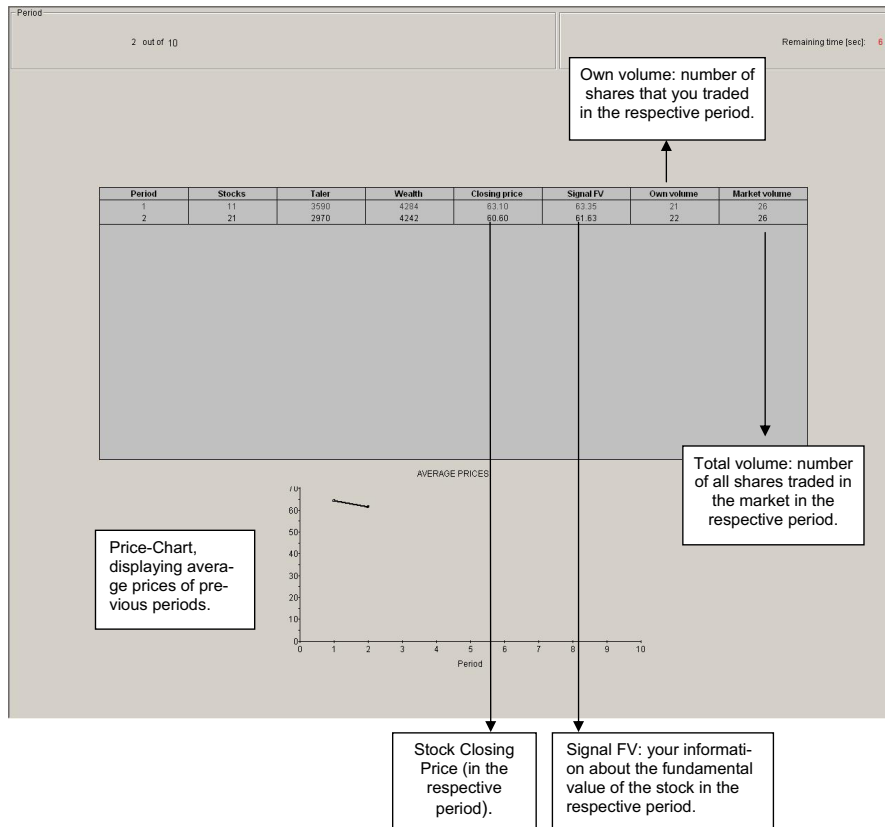 Period
2 out of 10
Remaining time [sec]: 6
Own volume: number of
shares that you traded
in the respective period.
Period Stocks Taler Wealth Closing price Signal FV Own volume Market volume
1 11 3590 4284 63.10 63.35 21 26
2 21 2970 4242 60.60 61.63 22 26
Total volume: number
of all shares traded in
the market in the
respective period.
AVERAGE PRICES
70
60
50
40
30
20
10
0
0 1 2 3 4 5 6 7 8 9 10
Period
Price-Chart,
displaying avera-
ge prices of pre-
vious periods.
Stock Closing
Price (in the
respective
period).
Signal FV: your informati-
on about the fundamental
value of the stock in the
respective period.